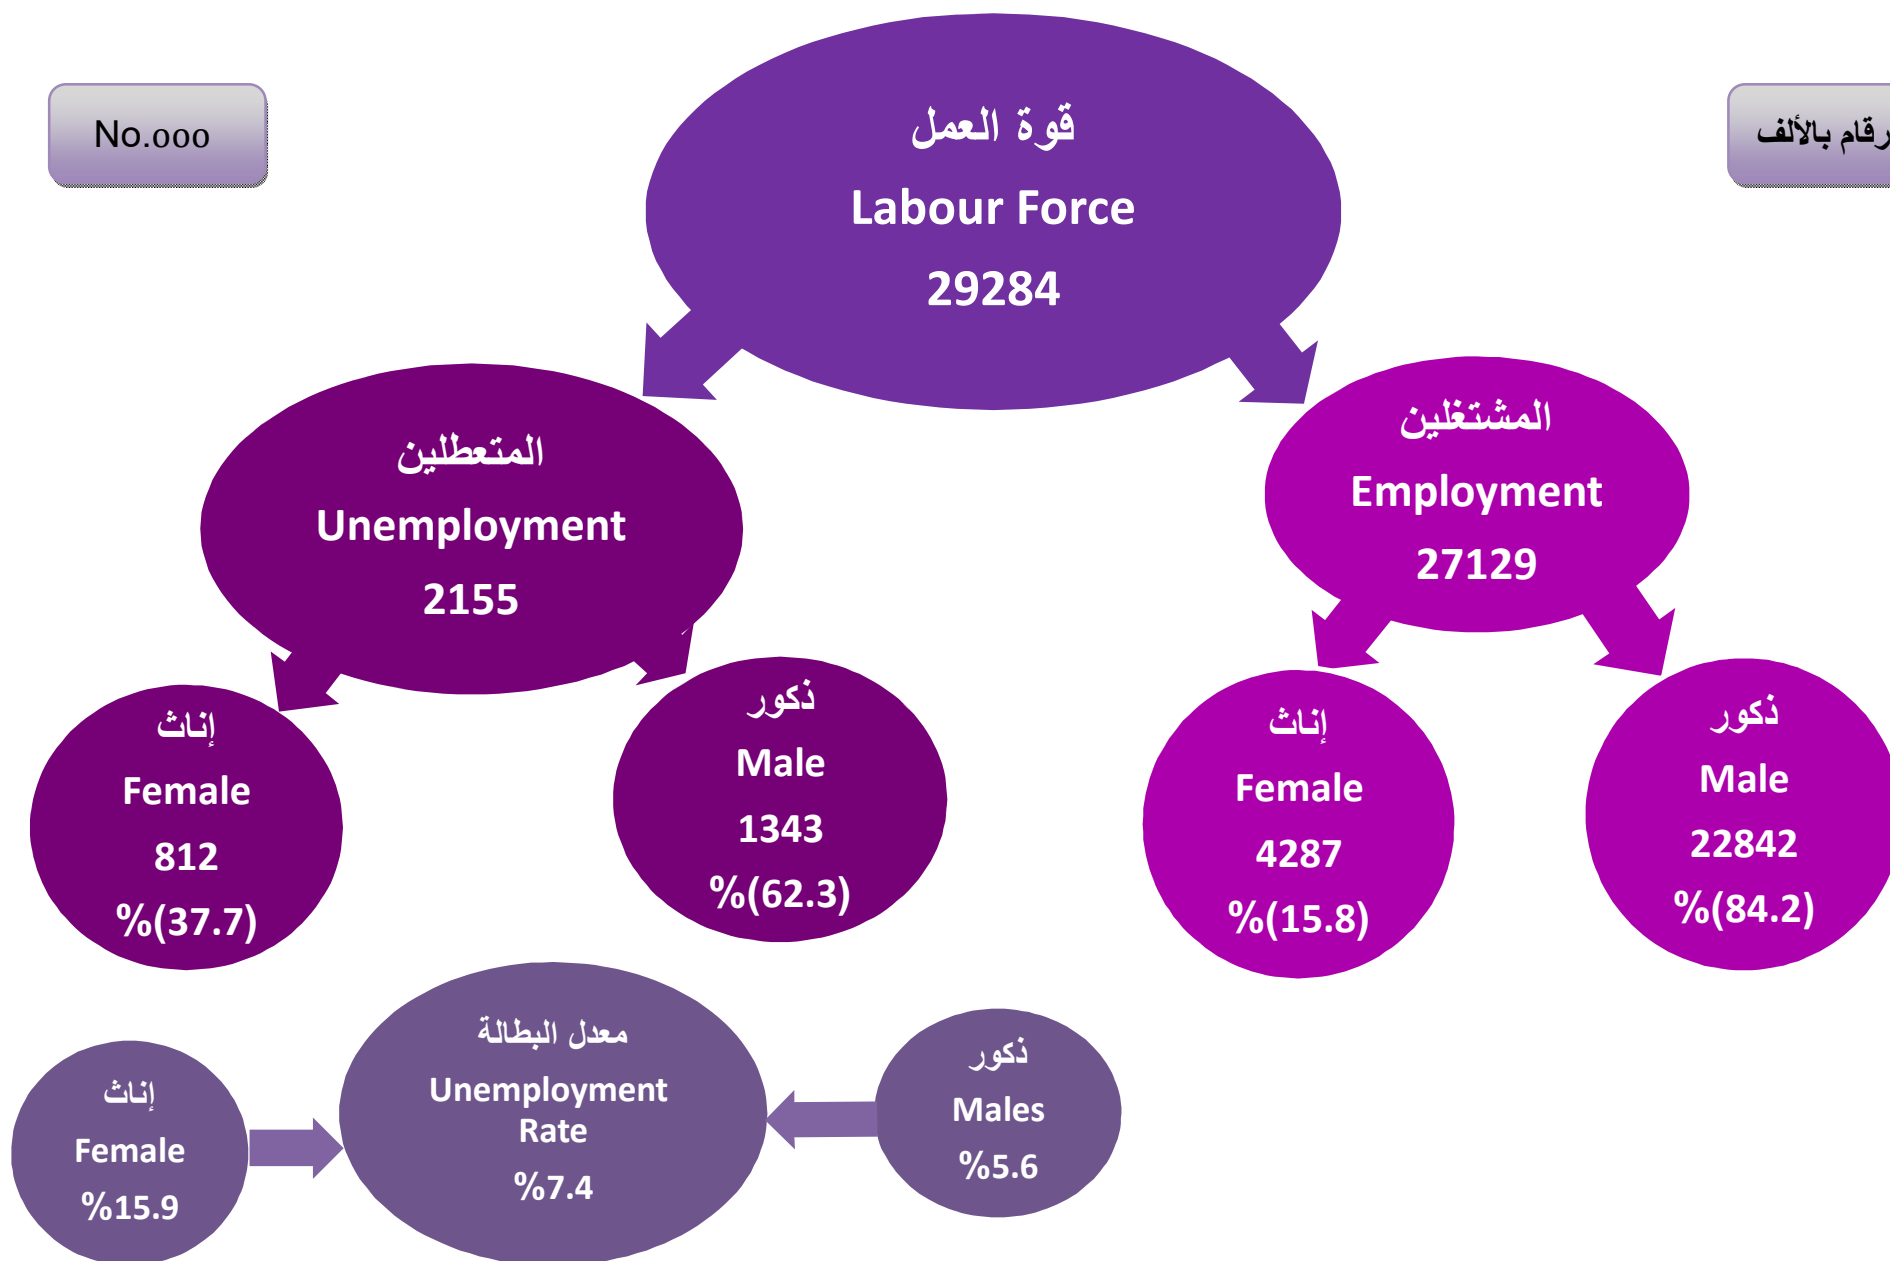 No.000
رقام بالألف
قوة العمل
Labour Force
29284
المتعطلين
Unemployment
2155
المشتغلين
Employment
27129
إناث
Female
812
%(37.7)
ذكور
Male
1343
%(62.3)
إناث
Female
4287
%(15.8)
ذكور
Male
22842
%(84.2)
إناث
Female
%15.9
معدل البطالة
Unemployment
Rate
%7.4
ذكور
Males
%5.6